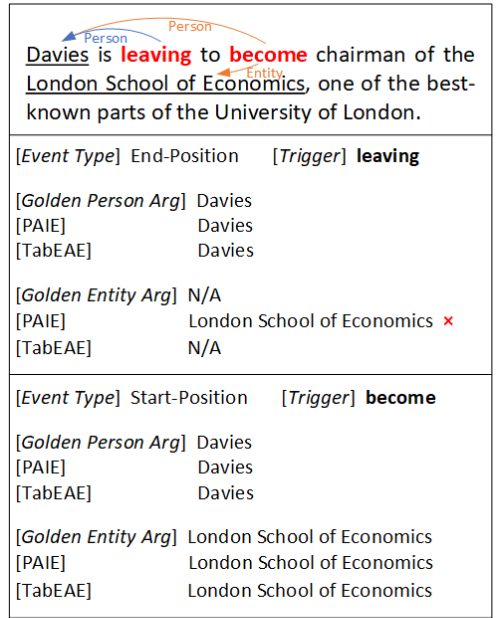 Person
Person
Davies is leaving to become chairman of the
Entity
London School of Economics, one of the best-
known parts of the University of London.
[Event Type] End-Position [Trigger] leaving
[Golden Person Arg] Davies
[PAIE] Davies
[TabEAE] Davies
[Golden Entity Arg] N/A
[PAIE] London School of Economics ×
[TabEAE] N/A
[Event Type] Start-Position [Trigger] become
[Golden Person Arg] Davies
[PAIE] Davies
[TabEAE] Davies
[Golden Entity Arg] London School of Economics
[PAIE] London School of Economics
[TabEAE] London School of Economics